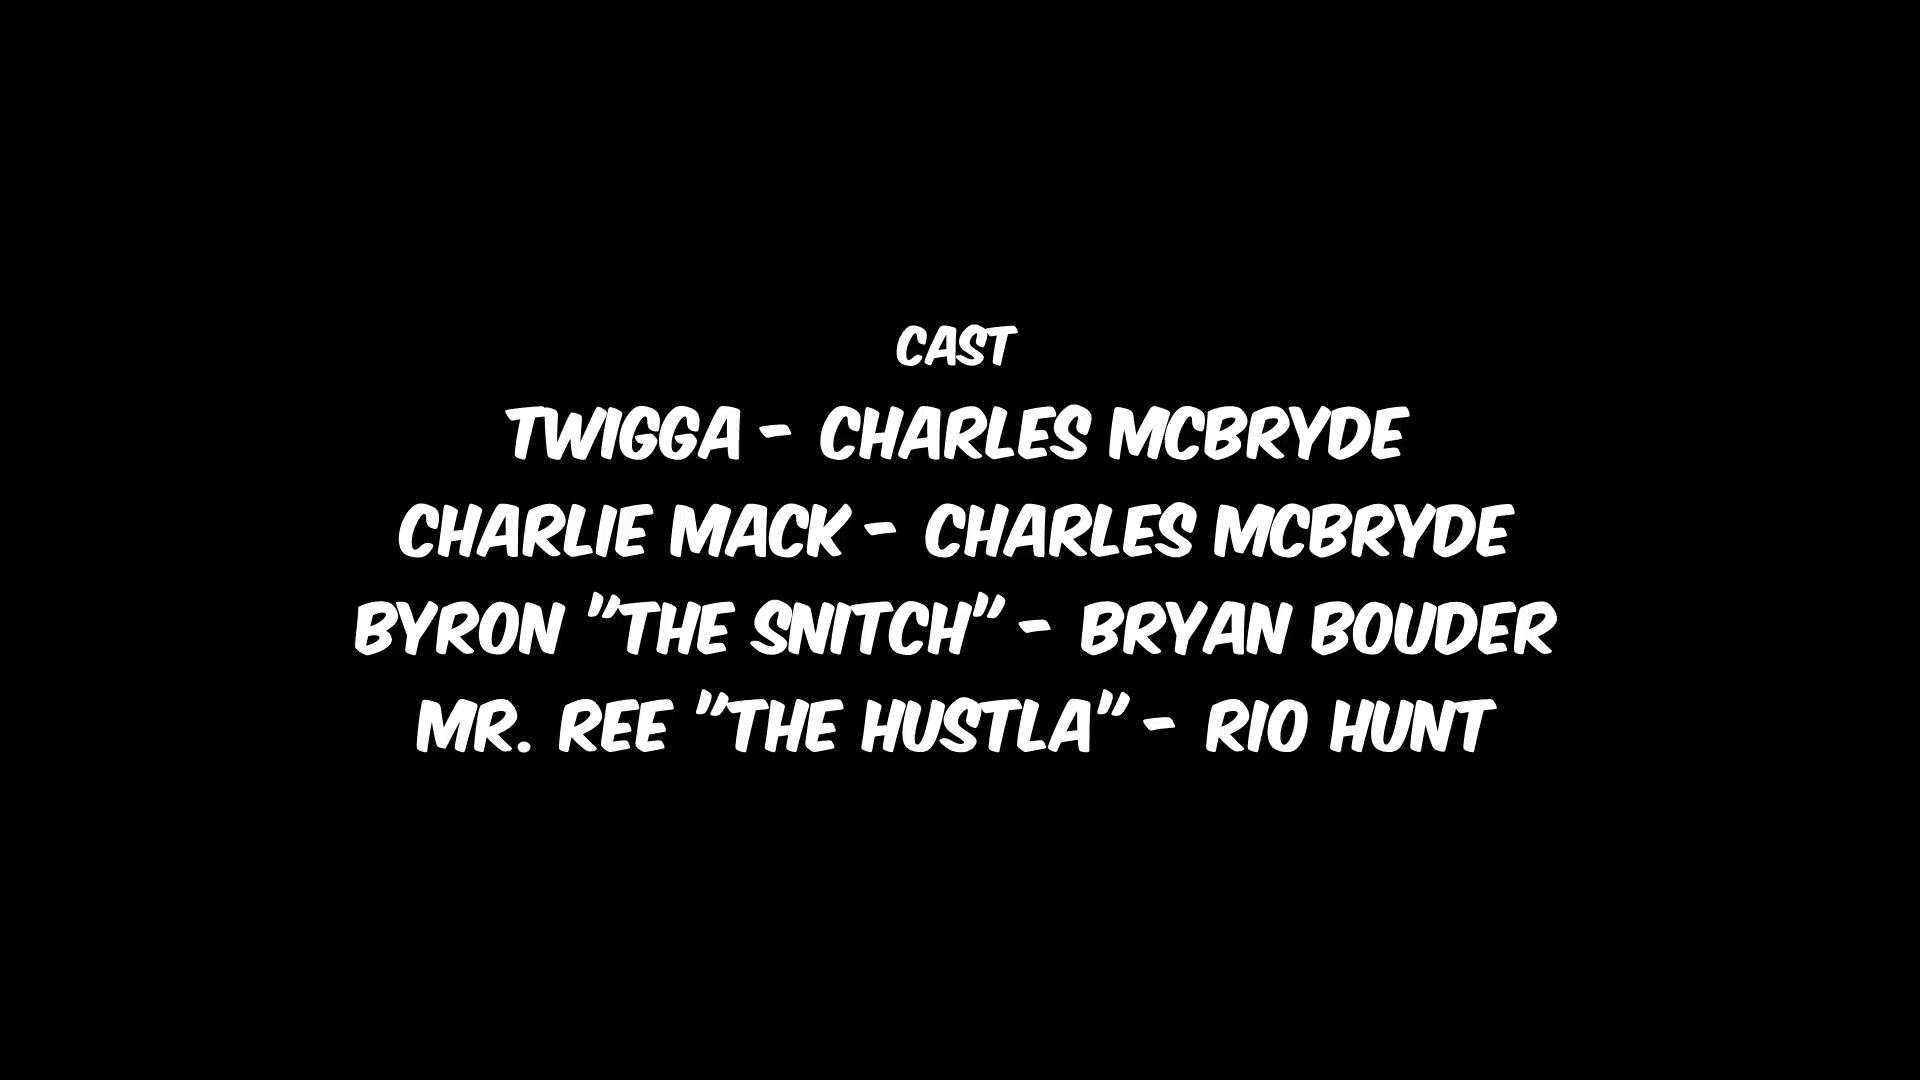 CAST
TWIGGA - CHARLES MCBRYDE
CHARLIE MACK - CHARLES MCBRYDE
BYRON "THE SNITCH" - BRYAN BOUDER
MR. REE "THE HUSTLA" - RIO HUNT